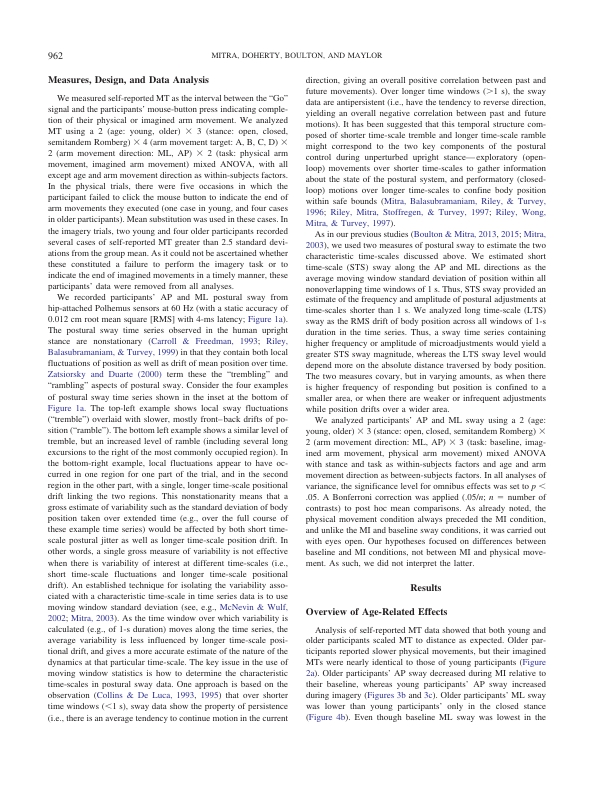 962
MITRA, DOHERTY, BOULTON, AND MAYLOR
Measures, Design, and Data Analysis
We measured self-reported MT as the interval between the “Go”
signal and the participants’ mouse-button press indicating comple-
tion of their physical or imagined arm movement. We analyzed
MT using a 2 (age: young, older) × 3 (stance: open, closed,
semitandem Romberg) × 4 (arm movement target: A, B, C, D) ×
2 (arm movement direction: ML, AP) × 2 (task: physical arm
movement, imagined arm movement) mixed ANOVA, with all
except age and arm movement direction as within-subjects factors.
In the physical trials, there were five occasions in which the
participant failed to click the mouse button to indicate the end of
arm movements they executed (one case in young, and four cases
in older participants). Mean substitution was used in these cases. In
the imagery trials, two young and four older participants recorded
several cases of self-reported MT greater than 2.5 standard devi-
ations from the group mean. As it could not be ascertained whether
these constituted a failure to perform the imagery task or to
indicate the end of imagined movements in a timely manner, these
participants’ data were removed from all analyses.
We recorded participants’ AP and ML postural sway from
hip-attached Polhemus sensors at 60 Hz (with a static accuracy of
0.012 cm root mean square [RMS] with 4-ms latency; Figure 1a).
The postural sway time series observed in the human upright
stance are nonstationary (Carroll & Freedman, 1993; Riley,
Balasubramaniam, & Turvey, 1999) in that they contain both local
fluctuations of position as well as drift of mean position over time.
Zatsiorsky and Duarte (2000) term these the “trembling” and
“rambling” aspects of postural sway. Consider the four examples
of postural sway time series shown in the inset at the bottom of
Figure 1a. The top-left example shows local sway fluctuations
(“tremble”) overlaid with slower, mostly front–back drifts of po-
sition (“ramble”). The bottom left example shows a similar level of
tremble, but an increased level of ramble (including several long
excursions to the right of the most commonly occupied region). In
the bottom-right example, local fluctuations appear to have oc-
curred in one region for one part of the trial, and in the second
region in the other part, with a single, longer time-scale positional
drift linking the two regions. This nonstationarity means that a
gross estimate of variability such as the standard deviation of body
position taken over extended time (e.g., over the full course of
these example time series) would be affected by both short time-
scale postural jitter as well as longer time-scale position drift. In
other words, a single gross measure of variability is not effective
when there is variability of interest at different time-scales (i.e.,
short time-scale fluctuations and longer time-scale positional
drift). An established technique for isolating the variability asso-
ciated with a characteristic time-scale in time series data is to use
moving window standard deviation (see, e.g., McNevin & Wulf,
2002; Mitra, 2003). As the time window over which variability is
calculated (e.g., of 1-s duration) moves along the time series, the
average variability is less influenced by longer time-scale posi-
tional drift, and gives a more accurate estimate of the nature of the
dynamics at that particular time-scale. The key issue in the use of
moving window statistics is how to determine the characteristic
time-scales in postural sway data. One approach is based on the
observation (Collins & De Luca, 1993, 1995) that over shorter
time windows (<1 s), sway data show the property of persistence
(i.e., there is an average tendency to continue motion in the current
direction, giving an overall positive correlation between past and
future movements). Over longer time windows (>1 s), the sway
data are antipersistent (i.e., have the tendency to reverse direction,
yielding an overall negative correlation between past and future
motions). It has been suggested that this temporal structure com-
posed of shorter time-scale tremble and longer time-scale ramble
might correspond to the two key components of the postural
control during unperturbed upright stance—exploratory (open-
loop) movements over shorter time-scales to gather information
about the state of the postural system, and performatory (closed-
loop) motions over longer time-scales to confine body position
within safe bounds (Mitra, Balasubramaniam, Riley, & Turvey,
1996; Riley, Mitra, Stoffregen, & Turvey, 1997; Riley, Wong,
Mitra, & Turvey, 1997).
As in our previous studies (Boulton & Mitra, 2013, 2015; Mitra,
2003), we used two measures of postural sway to estimate the two
characteristic time-scales discussed above. We estimated short
time-scale (STS) sway along the AP and ML directions as the
average moving window standard deviation of position within all
nonoverlapping time windows of 1 s. Thus, STS sway provided an
estimate of the frequency and amplitude of postural adjustments at
time-scales shorter than 1 s. We analyzed long time-scale (LTS)
sway as the RMS drift of body position across all windows of 1-s
duration in the time series. Thus, a sway time series containing
higher frequency or amplitude of microadjustments would yield a
greater STS sway magnitude, whereas the LTS sway level would
depend more on the absolute distance traversed by body position.
The two measures covary, but in varying amounts, as when there
is higher frequency of responding but position is confined to a
smaller area, or when there are weaker or infrequent adjustments
while position drifts over a wider area.
We analyzed participants’ AP and ML sway using a 2 (age:
young, older) × 3 (stance: open, closed, semitandem Romberg) ×
2 (arm movement direction: ML, AP) × 3 (task: baseline, imag-
ined arm movement, physical arm movement) mixed ANOVA
with stance and task as within-subjects factors and age and arm
movement direction as between-subjects factors. In all analyses of
variance, the significance level for omnibus effects was set to p <
.05. A Bonferroni correction was applied (.05/n; n = number of
contrasts) to post hoc mean comparisons. As already noted, the
physical movement condition always preceded the MI condition,
and unlike the MI and baseline sway conditions, it was carried out
with eyes open. Our hypotheses focused on differences between
baseline and MI conditions, not between MI and physical move-
ment. As such, we did not interpret the latter.
Results
Overview of Age-Related Effects
Analysis of self-reported MT data showed that both young and
older participants scaled MT to distance as expected. Older par-
ticipants reported slower physical movements, but their imagined
MTs were nearly identical to those of young participants (Figure
2a). Older participants’ AP sway decreased during MI relative to
their baseline, whereas young participants’ AP sway increased
during imagery (Figures 3b and 3c). Older participants’ ML sway
was lower than young participants’ only in the closed stance
(Figure 4b). Even though baseline ML sway was lowest in the